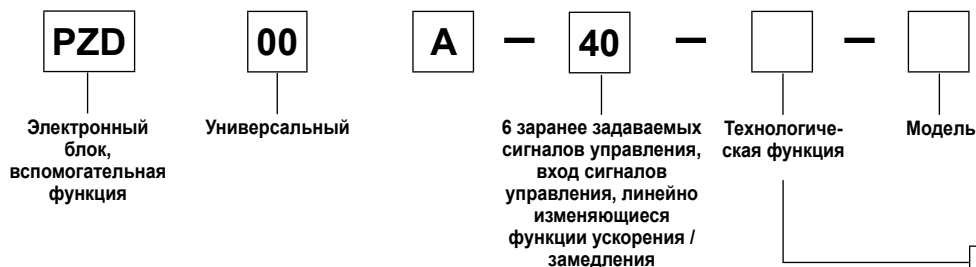 PZD 00 A – 40 – –
Электронный
блок,
вспомогательная
функция
Универсальный
6 заранее задаваемых
сигналов управления,
вход сигналов
управления, линейно
изменяющиеся
функции ускорения /
замедления
Технологиче-
ская функция
Модель